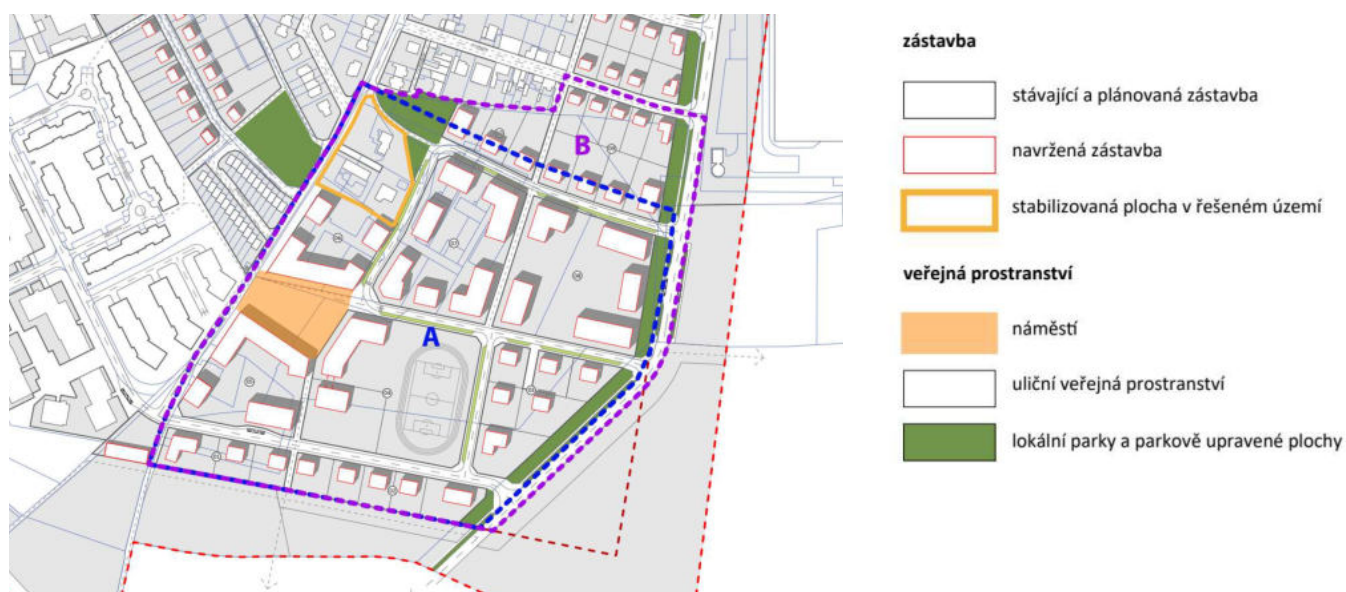 B
A
zástavba
stávající a plánovaná zástavba
navržená zástavba
stabilizovaná plocha v řešeném území
veřejná prostranství
náměstí
uliční veřejná prostranství
lokální parky a parkově upravené plochy